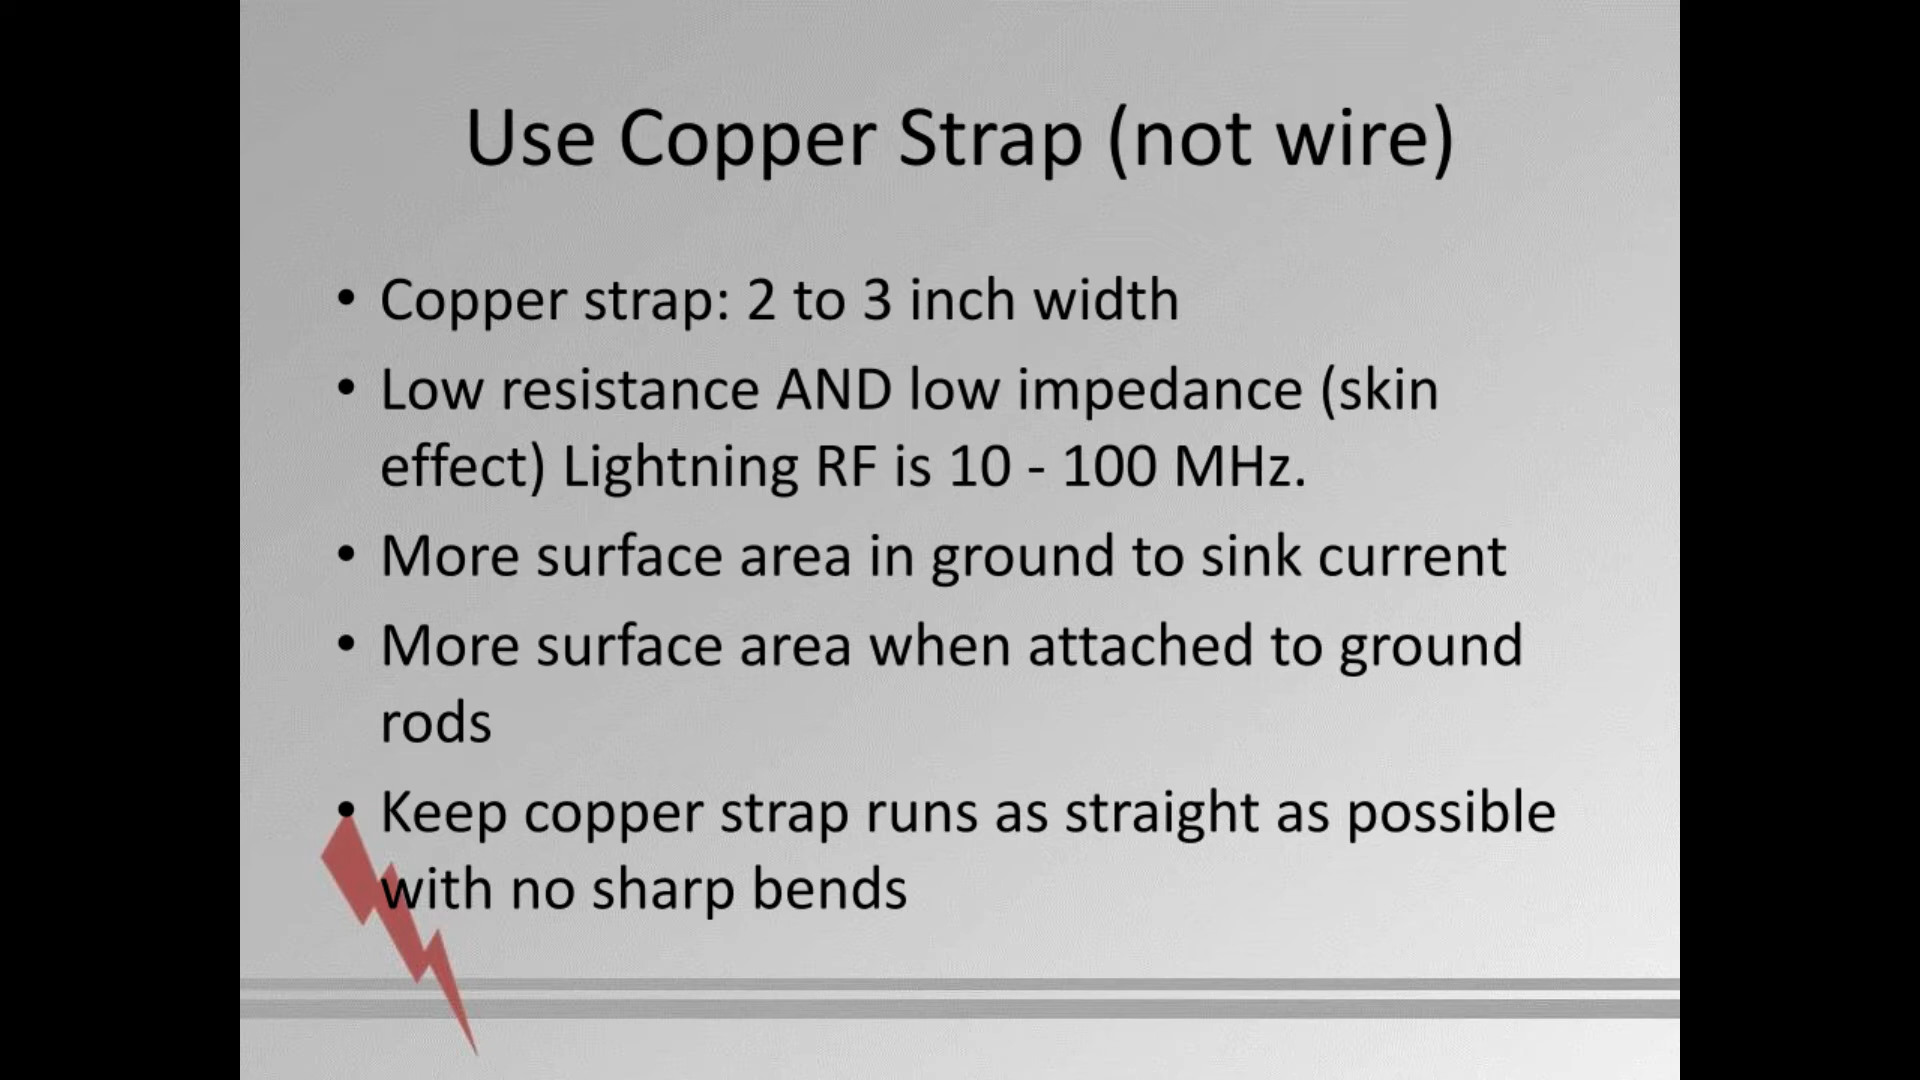 Use Copper Strap (not wire)
• Copper strap: 2 to 3 inch width
• Low resistance AND low impedance (skin
effect) Lightning RF is 10 - 100 MHz.
• More surface area in ground to sink current
• More surface area when attached to ground
rods
• Keep copper strap runs as straight as possible
with no sharp bends